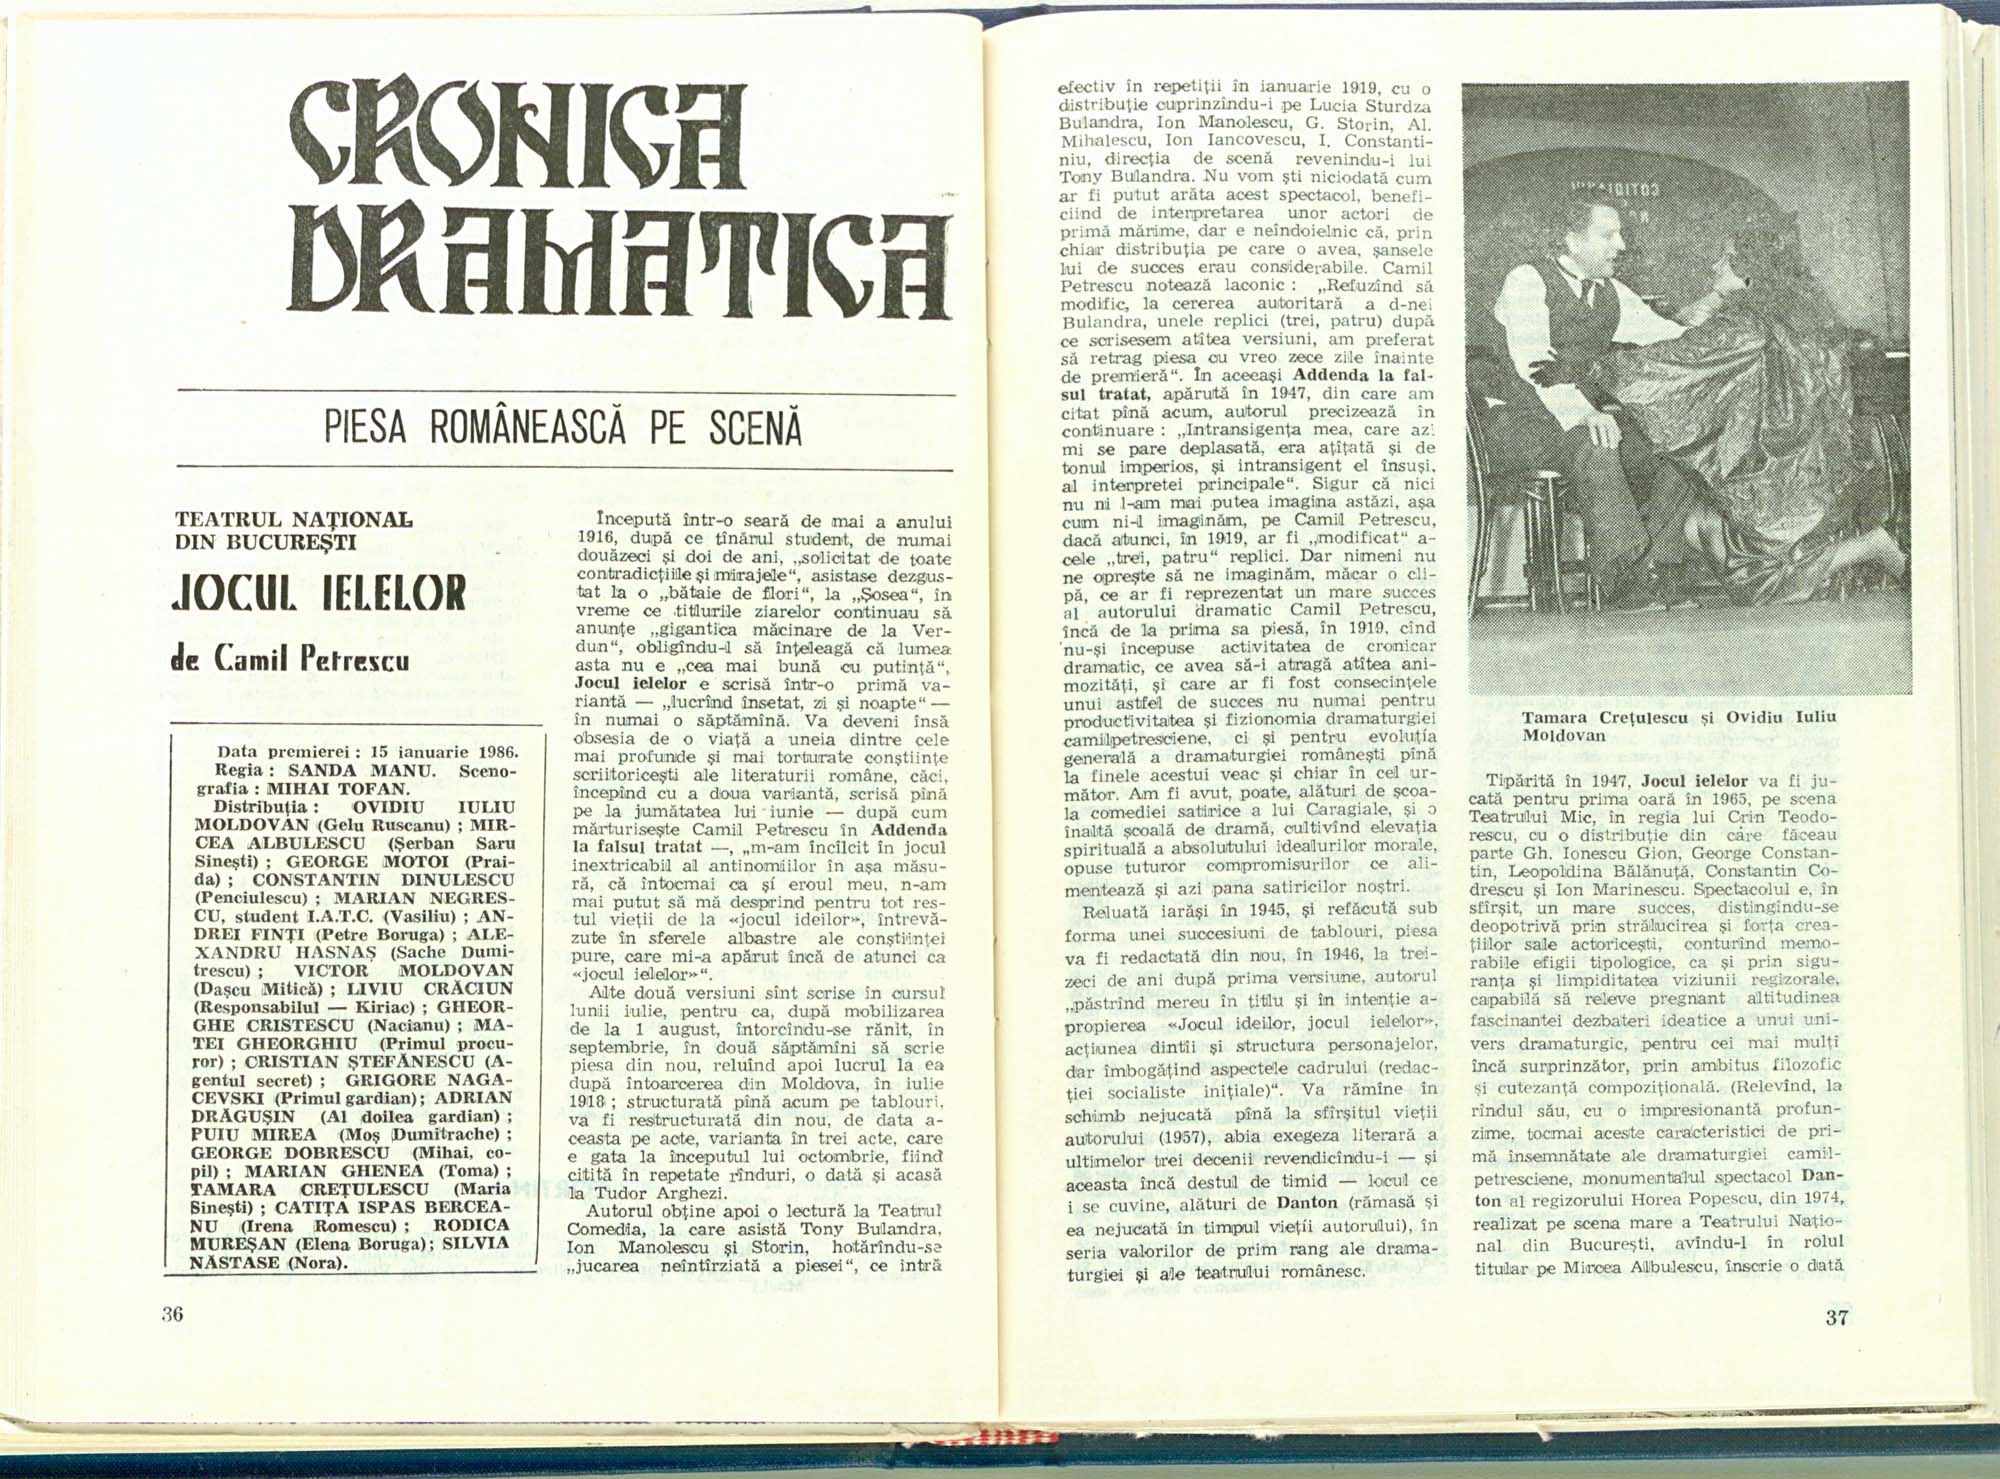 CRONICA
DRAMATICA
PIESA ROMÂNEASCĂ PE SCENĂ
TEATRUL NAȚIONAL
DIN BUCUREȘTI
JOCUL IELELOR
de Camil Petrescu
Data premierei : 15 ianuarie 1986.
Regia : SANDA MANU. Sceno-
grafia : MIHAI TOFAN.
Distribuția : OVIDIU IULIU
MOLDOVAN (Gelu Ruscanu) ; MIR-
CEA ALBULESCU (Șerban Saru
Sinești) ; GEORGE MOTOI (Prai-
da) ; CONSTANTIN DINULESCU
(Penciulescu) ; MARIAN NEGRES-
CU, student I.A.T.C. (Vasiliu) ; AN-
DREI FINȚI (Petre Boruga) ; ALE-
XANDRU HASNAȘ (Sache Dumi-
trescu) ; VICTOR MOLDOVAN
(Dașcu Mitică) ; LIVIU CRĂCIUN
(Responsabilul — Kiriac) ; GHEOR-
GHE CRISTESCU (Nacianu) ; MA-
TEI GHEORGHIU (Primul procu-
ror) ; CRISTIAN ȘTEFĂNESCU (A-
gentul secret) ; GRIGORE NAGA-
CEVSKI (Primul gardian) ; ADRIAN
DRĂGUȘIN (Al doilea gardian) ;
PUIU MIREA (Moș Dumitrache) ;
GEORGE DOBRESCU (Mihai, co-
pil) ; MARIAN GHENEA (Toma) ;
TAMARA CREȚULESCU (Maria
Sinești) ; CATIȚA ISPAS BERCEA-
NU (Irena Romescu) ; RODICA
MUREȘAN (Elena Boruga) ; SILVIA
NĂSTASE (Nora).
Începută într-o seară de mai a anului
1916, după ce tînărul student, de numai
douăzeci și doi de ani, „solicitat de toate
contradicțiile și mirajele“, asistase dezgus-
tat la o „bătaie de flori“, la „Șosea“, în
vreme ce titlurile ziarelor continuau să
anunțe „gigantica măcinare de la Ver-
dun“, obligîndu-l să înțeleagă că lumea
asta nu e „cea mai bună cu putință“,
Jocul ielelor e scrisă într-o primă va-
riantă — „lucrînd însetat, zi și noapte“ —
în numai o săptămînă. Va deveni însă
obsesia de o viață a uneia dintre cele
mai profunde și mai torturate conștiințe
scriitoricești ale literaturii române, căci,
începînd cu a doua variantă, scrisă pînă
pe la jumătatea lui iunie — după cum
mărturisește Camil Petrescu în Addenda
la falsul tratat —, „m-am încîlcit în jocul
inextricabil al antinomiilor în așa măsu-
ră, că întocmai ca și eroul meu, n-am
mai putut să mă desprind pentru tot res-
tul vieții de la «jocul ideilor», întrevă-
zute în sferele albastre ale conștiinței
pure, care mi-a apărut încă de atunci ca
«jocul ielelor»“.
Alte două versiuni sînt scrise în cursul
lunii iulie, pentru ca, după mobilizarea
de la 1 august, întorcîndu-se rănit, în
septembrie, în două săptămîni să scrie
piesa din nou, reluînd apoi lucrul la ea
după întoarcerea din Moldova, în iulie
1918 ; structurată pînă acum pe tablouri,
va fi restructurată din nou, de data a-
ceasta pe acte, varianta în trei acte, care
e gata la începutul lui octombrie, fiind
citită în repetate rînduri, o dată și acasă
la Tudor Arghezi.
Autorul obține apoi o lectură la Teatrul
Comedia, la care asistă Tony Bulandra,
Ion Manolescu și Storin, hotărîndu-se
„jucarea neîntîrziată a piesei“, ce intră
36
efectiv în repetiții în ianuarie 1919, cu o
distribuție cuprinzîndu-i pe Lucia Sturdza
Bulandra, Ion Manolescu, G. Storin, Al.
Mihalescu, Ion Iancovescu, I. Constanti-
niu, direcția de scenă revenindu-i lui
Tony Bulandra. Nu vom ști niciodată cum
ar fi putut arăta acest spectacol, benefi-
ciind de interpretarea unor actori de
primă mărime, dar e neîndoielnic că, prin
chiar distribuția pe care o avea, șansele
lui de succes erau considerabile. Camil
Petrescu notează laconic : „Refuzînd să
modific, la cererea autoritară a d-nei
Bulandra, unele replici (trei, patru) după
ce scrisesem atîtea versiuni, am preferat
să retrag piesa cu vreo zece zile înainte
de premieră“. În aceeași Addenda la fal-
sul tratat, apărută în 1947, din care am
citat pînă acum, autorul precizează în
continuare : „Intransigența mea, care azi
mi se pare deplasată, era ațîțată și de
tonul imperios, și intransigent el însuși,
al interpretei principale“. Sigur că nici
nu ni l-am mai putea imagina astăzi, așa
cum ni-l imaginăm, pe Camil Petrescu,
dacă atunci, în 1919, ar fi „modificat“ a-
cele „trei, patru“ replici. Dar nimeni nu
ne oprește să ne imaginăm, măcar o cli-
pă, ce ar fi reprezentat un mare succes
al autorului dramatic Camil Petrescu,
încă de la prima sa piesă, în 1919, cînd
nu-și începuse activitatea de cronicar
dramatic, ce avea să-i atragă atîtea ani-
mozități, și care ar fi fost consecințele
unui astfel de succes nu numai pentru
productivitatea și fizionomia dramaturgiei
camilpetresciene, ci și pentru evoluția
generală a dramaturgiei românești pînă
la finele acestui veac și chiar în cel ur-
mător. Am fi avut, poate, alături de școa-
la comediei satirice a lui Caragiale, și o
înaltă școală de dramă, cultivînd elevația
spirituală a absolutului idealurilor morale,
opuse tuturor compromisurilor ce ali-
mentează și azi pana satiricilor noștri.
Reluată iarăși în 1945, și refăcută sub
forma unei succesiuni de tablouri, piesa
va fi redactată din nou, în 1946, la trei-
zeci de ani după prima versiune, autorul
„păstrînd mereu în titlu și în intenție a-
propierea «Jocul ideilor, jocul ielelor»,
acțiunea dintîi și structura personajelor,
dar îmbogățind aspectele cadrului (redac-
ției socialiste inițiale)“. Va rămîne în
schimb nejucată pînă la sfîrșitul vieții
autorului (1957), abia exegeza literară a
ultimelor trei decenii revendicîndu-i — și
aceasta încă destul de timid — locul ce
i se cuvine, alături de Danton (rămasă și
ea nejucată în timpul vieții autorului), în
seria valorilor de prim rang ale drama-
turgiei și ale teatrului românesc.
COTIDIAN
Tamara Crețulescu și Ovidiu Iuliu
Moldovan
Tipărită în 1947, Jocul ielelor va fi ju-
cată pentru prima oară în 1965, pe scena
Teatrului Mic, în regia lui Crin Teodo-
rescu, cu o distribuție din care făceau
parte Gh. Ionescu Gion, George Constan-
tin, Leopoldina Bălănuță, Constantin Co-
drescu și Ion Marinescu. Spectacolul e, în
sfîrșit, un mare succes, distingîndu-se
deopotrivă prin strălucirea și forța crea-
țiilor sale actoricești, conturînd memo-
rabile efigii tipologice, ca și prin sigu-
ranța și limpiditatea viziunii regizorale,
capabilă să releve pregnant altitudinea
fascinantei dezbateri ideatice a unui uni-
vers dramaturgic, pentru cei mai mulți
încă surprinzător, prin ambitus filozofic
și cutezanță compozițională. (Relevînd, la
rîndul său, cu o impresionantă profun-
zime, tocmai aceste caracteristici de pri-
mă însemnătate ale dramaturgiei camil-
petresciene, monumentalul spectacol Dan-
ton al regizorului Horea Popescu, din 1974,
realizat pe scena mare a Teatrului Națio-
nal din București, avîndu-l în rolul
titular pe Mircea Albulescu, înscrie o dată
37